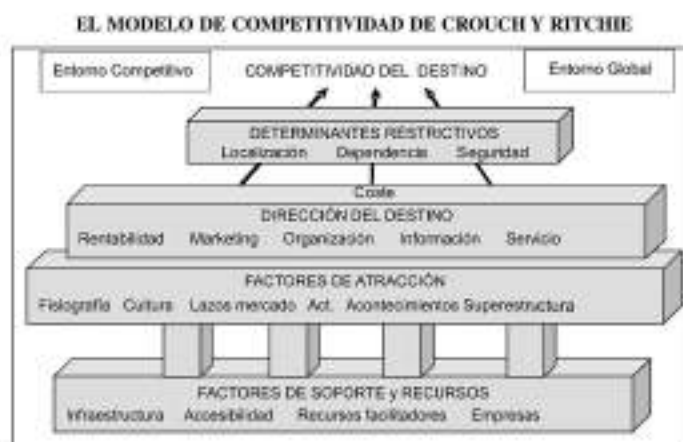 EL MODELO DE COMPETITIVIDAD DE CROUCH Y RITCHIE
Entorno Competitivo
COMPETITIVIDAD DEL DESTINO
Entorno Global
DETERMINANTES RESTRICTIVOS
Localización Dependencia Seguridad
Coste
DIRECCIÓN DEL DESTINO
Rentabilidad Marketing Organización Información Servicio
FACTORES DE ATRACCIÓN
Fisiografía Cultura Lazos mercado Act. Acontecimientos Superestructura
FACTORES DE SOPORTE y RECURSOS
Infraestructura Accesibilidad Recursos facilitadores Empresas